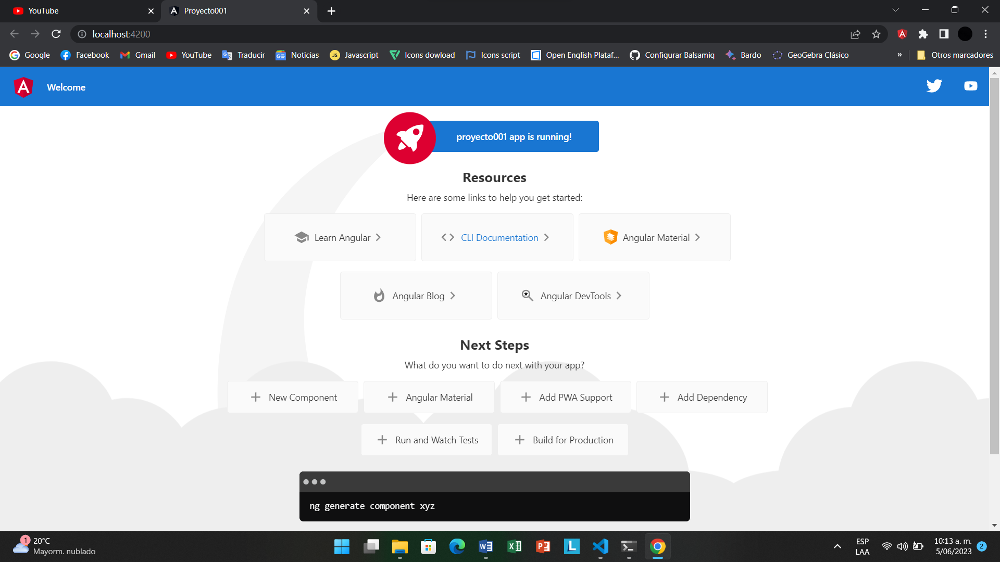 YouTube
Proyecto001
localhost:4200
Google Facebook Gmail YouTube Traducir Noticias JS Javascript Icons dowload Icons script Open English Plataf... Configurar Balsamiq Bardo GeoGebra Clásico » Otros marcadores
Welcome
proyecto001 app is running!
Resources
Here are some links to help you get started:
Learn Angular
CLI Documentation
Angular Material
Angular Blog
Angular DevTools
Next Steps
What do you want to do next with your app?
New Component
Angular Material
Add PWA Support
Add Dependency
Run and Watch Tests
Build for Production
ng generate component xyz
1
20°C
Mayorm. nublado
ESP
LAA
10:13 a. m.
5/06/2023
2